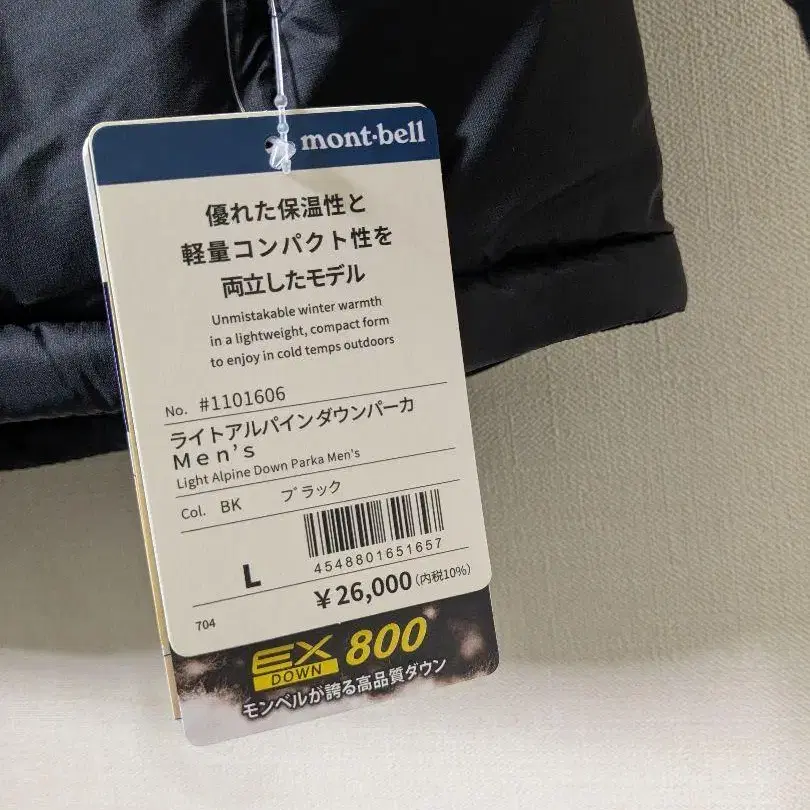 mont-bell
優れた保温性と
軽量コンパクト性を
両立したモデル
Unmistakable winter warmth
in a lightweight, compact form
to enjoy in cold temps outdoors
No. #1101606
ライトアルパインダウンパーカ
Men's
Light Alpine Down Parka Men's
Col. BK ブラック
4548801651657
L
¥26,000(内税10%)
704
EX DOWN 800
モンベルが誇る高品質ダウン